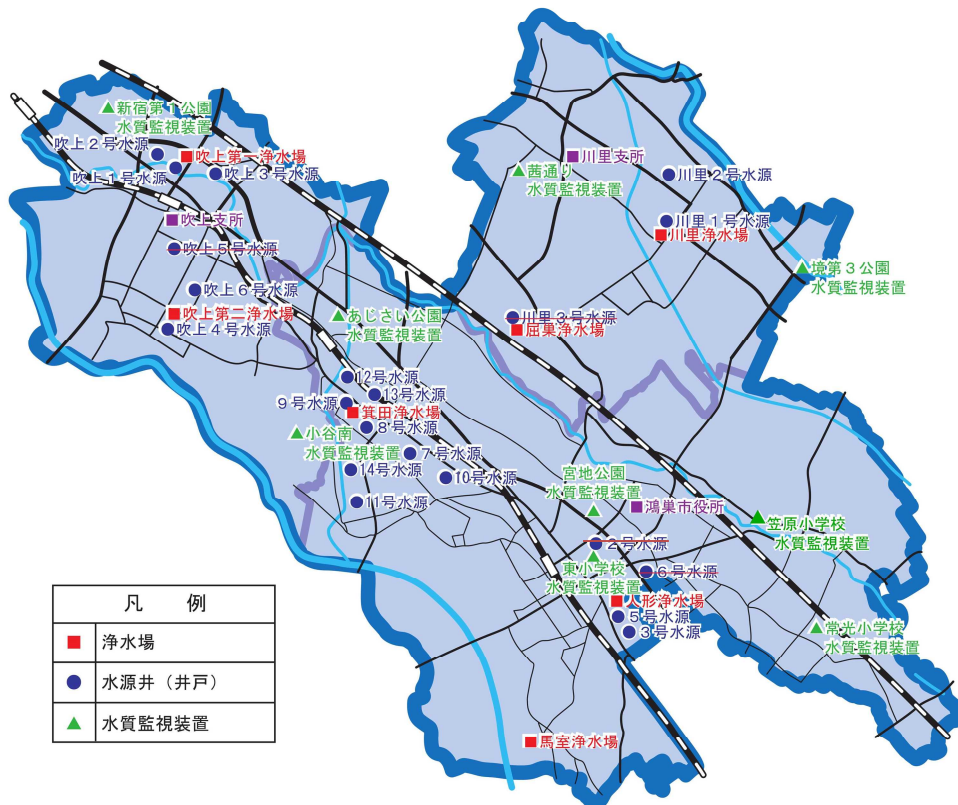 新宿第１公園
水質監視装置
吹上２号水源
吹上第一浄水場
吹上１号水源
吹上３号水源
吹上支所
吹上５号水源
吹上６号水源
吹上第二浄水場
吹上４号水源
あじさい公園
水質監視装置
川里支所
茜通り
水質監視装置
川里２号水源
川里１号水源
川里浄水場
境第３公園
水質監視装置
川里３号水源
屈巣浄水場
12号水源
13号水源
９号水源
箕田浄水場
８号水源
小谷南
水質監視装置
７号水源
14号水源
10号水源
11号水源
宮地公園
水質監視装置
鴻巣市役所
笠原小学校
水質監視装置
２号水源
東小学校
水質監視装置
６号水源
人形浄水場
５号水源
３号水源
常光小学校
水質監視装置
馬室浄水場
凡　例
浄水場
水源井（井戸）
水質監視装置